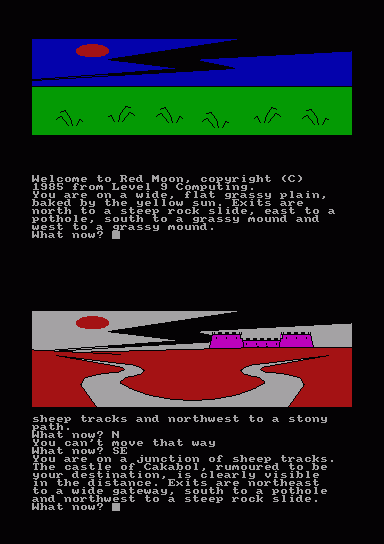 Welcome to Red Moon, copyright (C)
1985 from Level 9 Computing.
You are on a wide, flat grassy plain,
baked by the yellow sun. Exits are
north to a steep rock slide, east to a
pothole, south to a grassy mound and
west to a grassy mound.
What now?
sheep tracks and northwest to a stony
path.
What now? N
You can't move that way
What now? SE
You are on a junction of sheep tracks.
The castle of Cakabol, rumoured to be
your destination, is clearly visible
in the distance. Exits are northeast
to a wide gateway, south to a pothole
and northwest to a steep rock slide.
What now?